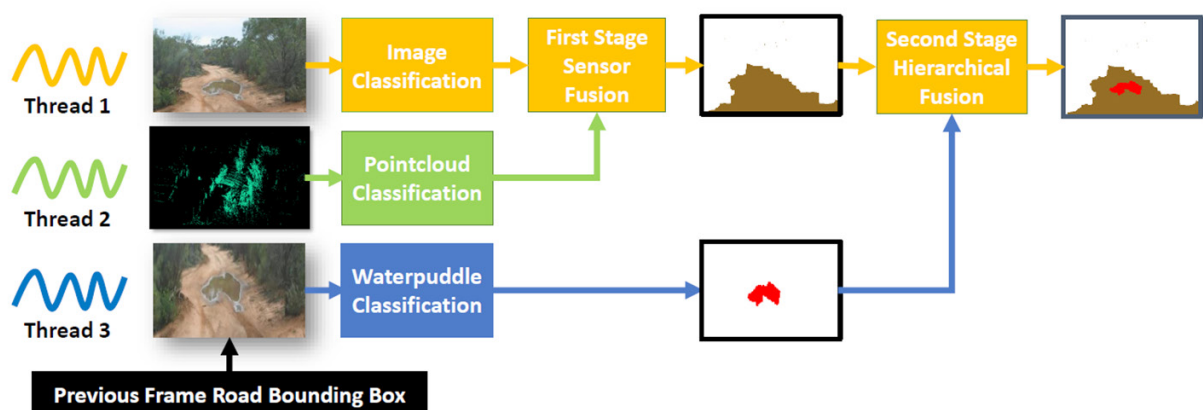 Thread 1
Image
Classification
First Stage
Sensor
Fusion
Second Stage
Hierarchical
Fusion
Thread 2
Pointcloud
Classification
Thread 3
Waterpuddle
Classification
Previous Frame Road Bounding Box